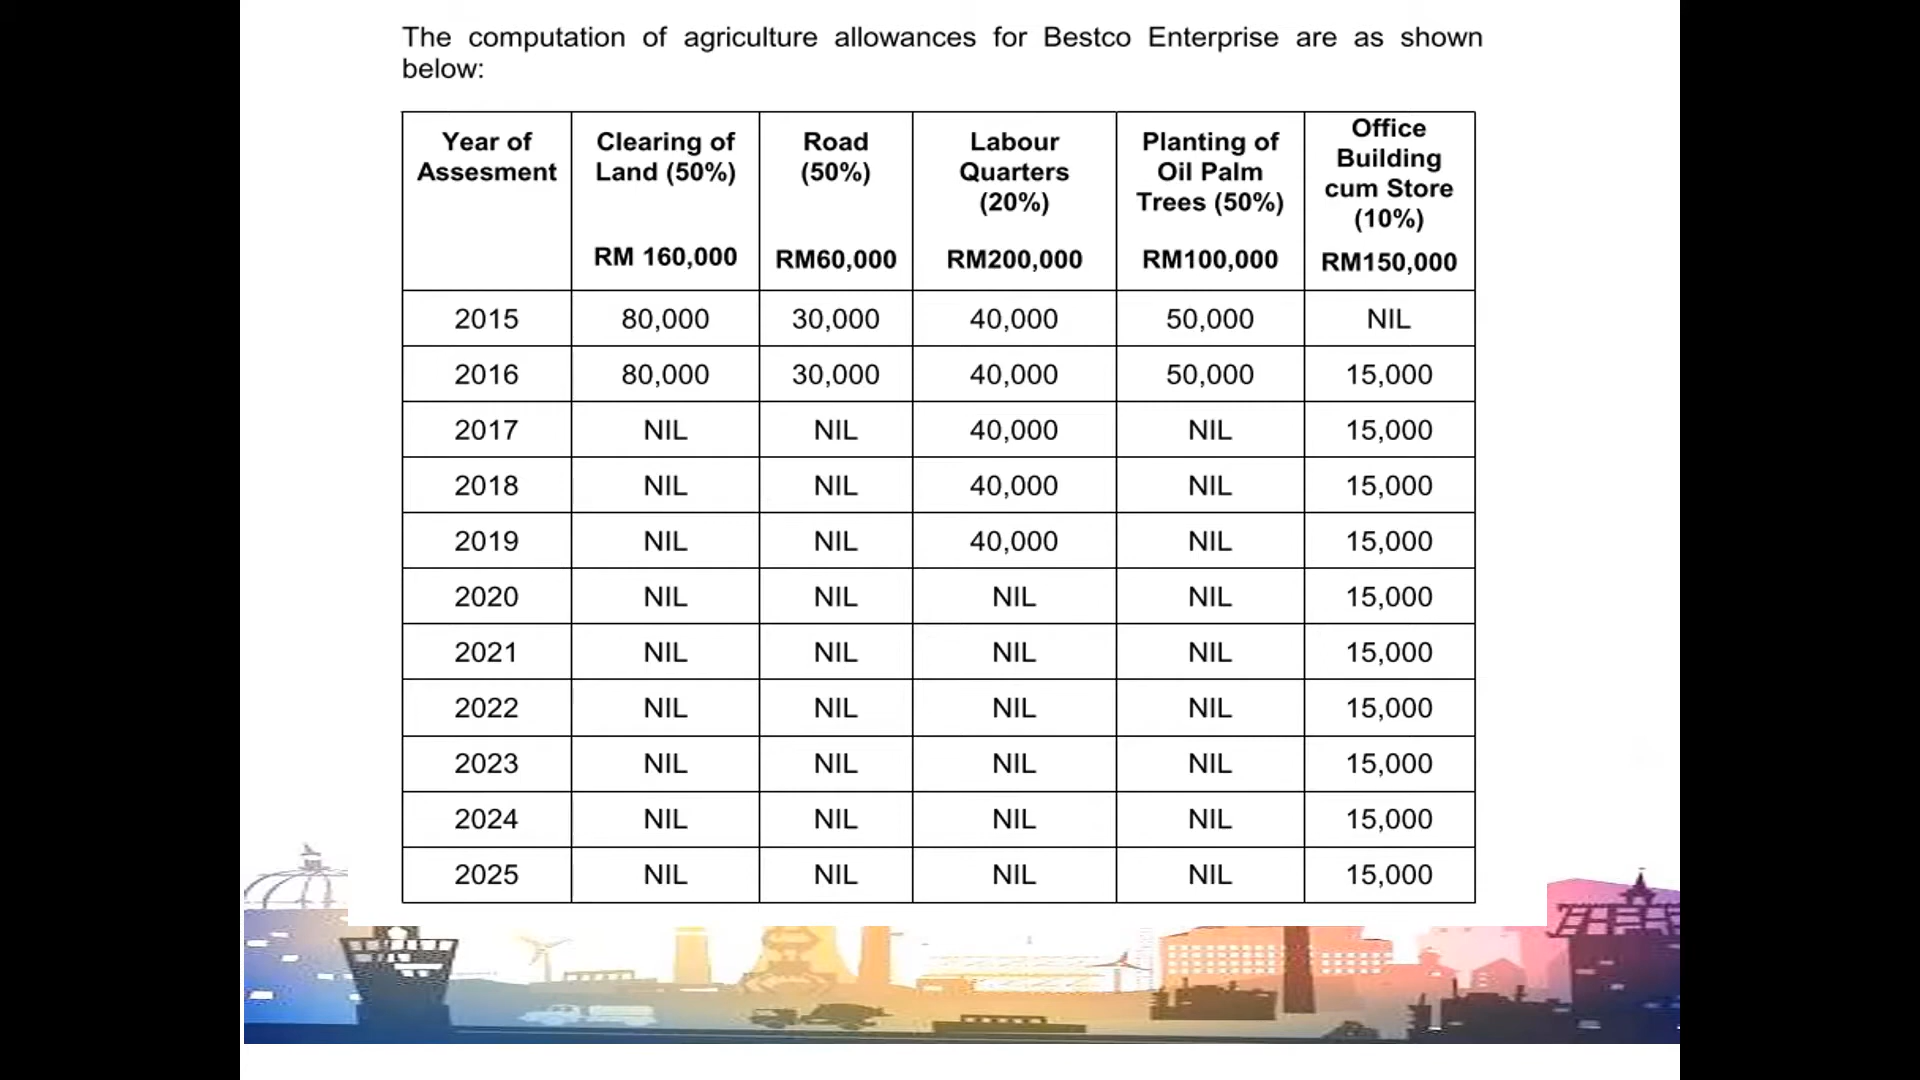 The computation of agriculture allowances for Bestco Enterprise are as shown
below:
Year of
Assesment
Clearing of
Land (50%)
RM 160,000
Road
(50%)
RM60,000
Labour
Quarters
(20%)
RM200,000
Planting of
Oil Palm
Trees (50%)
RM100,000
Office
Building
cum Store
(10%)
RM150,000
2015 80,000 30,000 40,000 50,000 NIL
2016 80,000 30,000 40,000 50,000 15,000
2017 NIL NIL 40,000 NIL 15,000
2018 NIL NIL 40,000 NIL 15,000
2019 NIL NIL 40,000 NIL 15,000
2020 NIL NIL NIL NIL 15,000
2021 NIL NIL NIL NIL 15,000
2022 NIL NIL NIL NIL 15,000
2023 NIL NIL NIL NIL 15,000
2024 NIL NIL NIL NIL 15,000
2025 NIL NIL NIL NIL 15,000